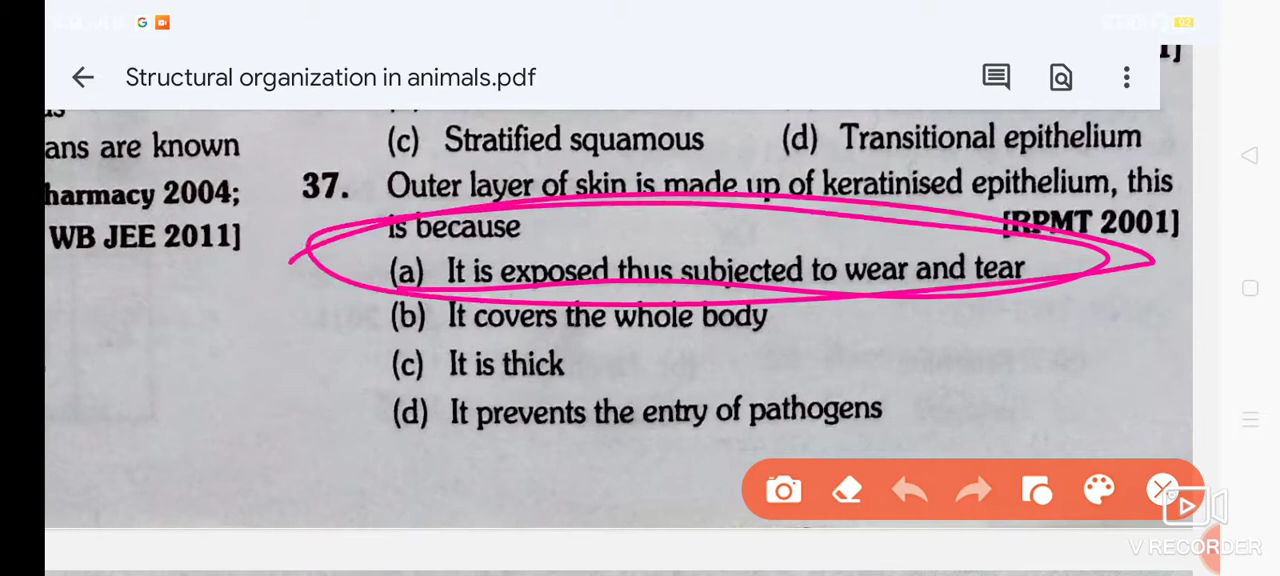 92
Structural organization in animals.pdf
ans are known
harmacy 2004;
WB JEE 2011]
(c) Stratified squamous (d) Transitional epithelium
37. Outer layer of skin is made up of keratinised epithelium, this
is because [RPMT 2001]
(a) It is exposed thus subjected to wear and tear
(b) It covers the whole body
(c) It is thick
(d) It prevents the entry of pathogens
V RECORDER